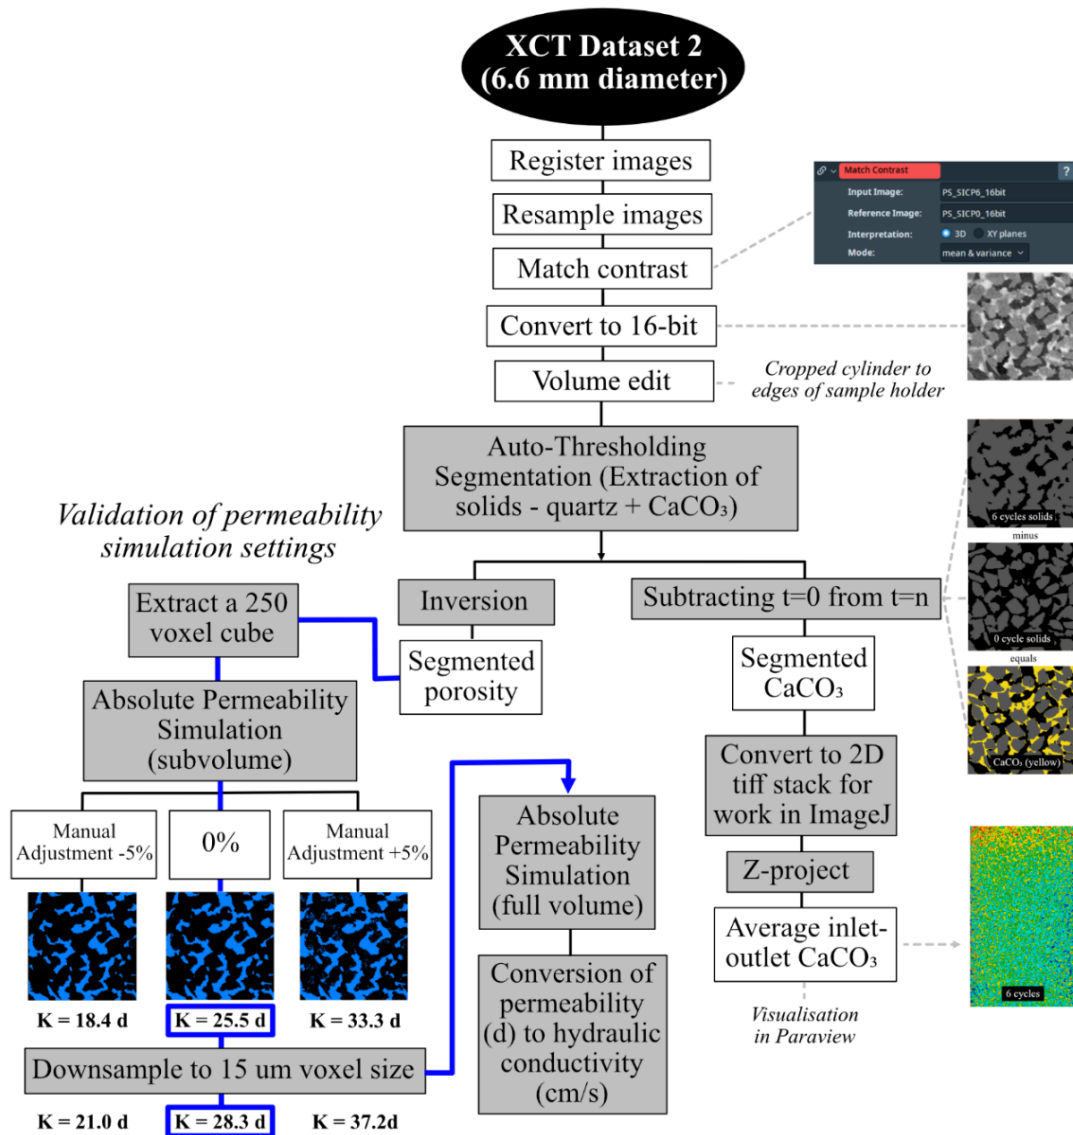 XCT Dataset 2
(6.6 mm diameter)
Register images
Resample images
Match contrast
Convert to 16-bit
Volume edit
Match Contrast
?
Input Image:
PS_SICP6_16bit
Reference Image:
PS_SICP0_16bit
Interpretation:
3D
XY planes
Mode:
mean & variance
Cropped cylinder to
edges of sample holder
Auto-Thresholding
Segmentation (Extraction of
solids - quartz + CaCO₃)
6 cycles solids
minus
0 cycle solids
equals
CaCO₃ (yellow)
Validation of permeability
simulation settings
Extract a 250
voxel cube
Inversion
Segmented
porosity
Subtracting t=0 from t=n
Segmented
CaCO₃
Absolute Permeability
Simulation
(subvolume)
Manual
Adjustment -5%
0%
Manual
Adjustment +5%
K = 18.4 d
K = 25.5 d
K = 33.3 d
Downsample to 15 um voxel size
K = 21.0 d
K = 28.3 d
K = 37.2d
Absolute
Permeability
Simulation
(full volume)
Conversion of
permeability
(d) to hydraulic
conductivity
(cm/s)
Convert to 2D
tiff stack for
work in ImageJ
Z-project
Average inlet-
outlet CaCO₃
6 cycles
Visualisation
in Paraview